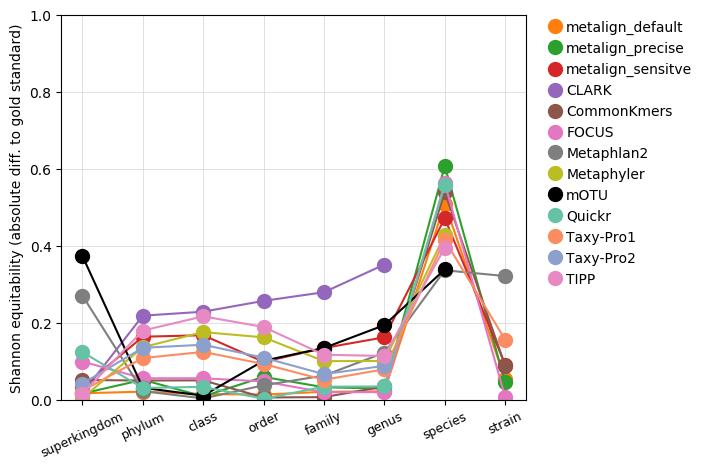 Shannon equitability (absolute diff. to gold standard)
1.0
0.8
0.6
0.4
0.2
0.0
superkingdom
phylum
class
order
family
genus
species
strain
metalign_default
metalign_precise
metalign_sensitve
CLARK
CommonKmers
FOCUS
Metaphlan2
Metaphyler
mOTU
Quickr
Taxy-Pro1
Taxy-Pro2
TIPP